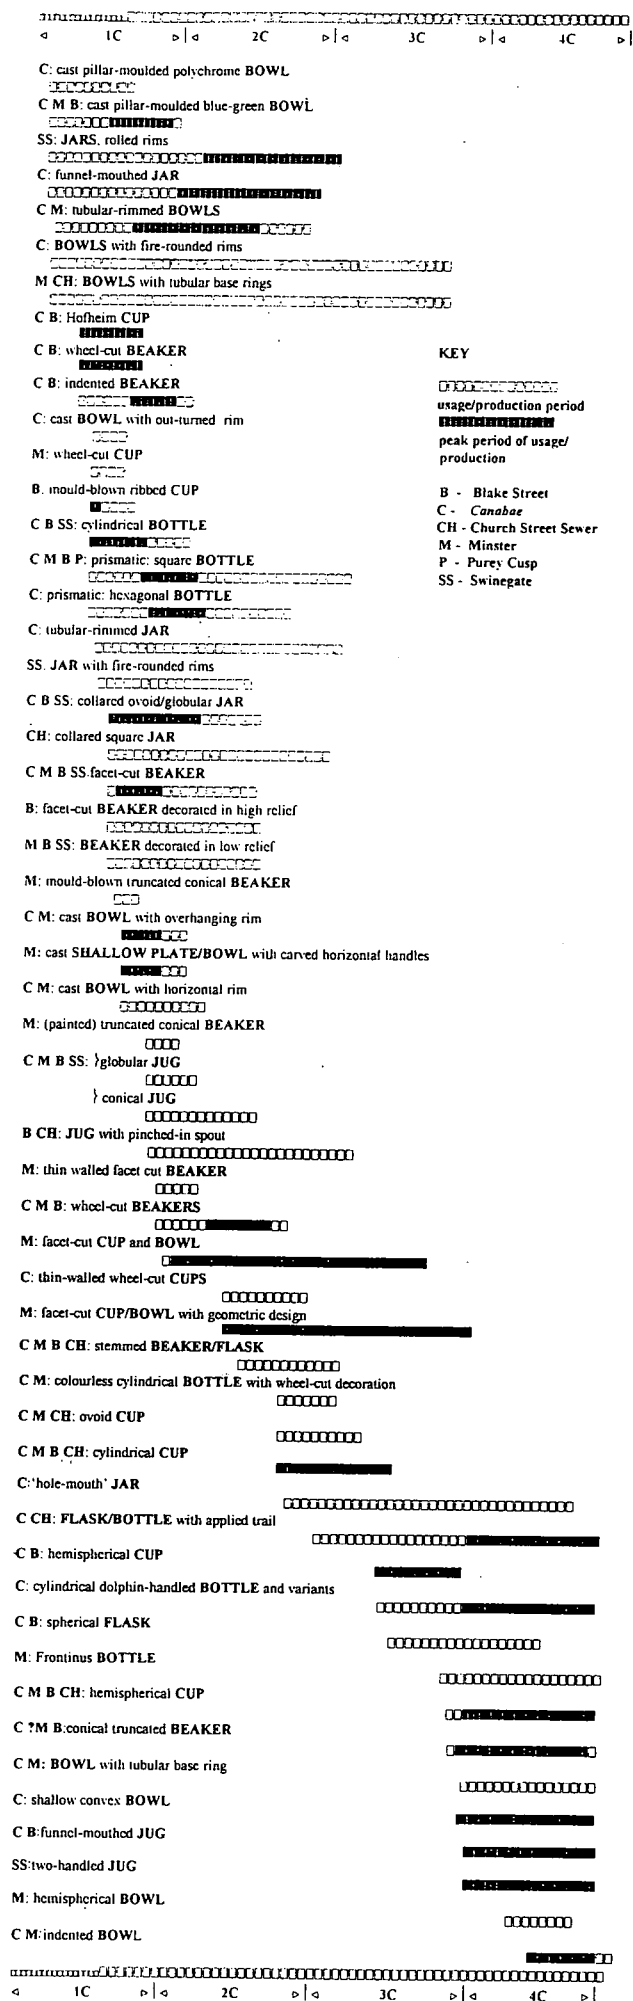 1C 2C 3C 4C
C: cast pillar-moulded polychrome BOWL
C M B: cast pillar-moulded blue-green BOWL
SS: JARS, rolled rims
C: funnel-mouthed JAR
C M: tubular-rimmed BOWLS
C: BOWLS with fire-rounded rims
M CH: BOWLS with tubular base rings
C B: Hofheim CUP
C B: wheel-cut BEAKER
C B: indented BEAKER
C: cast BOWL with out-turned rim
M: wheel-cut CUP
B. mould-blown ribbed CUP
C B SS: cylindrical BOTTLE
C M B P: prismatic: square BOTTLE
C: prismatic: hexagonal BOTTLE
C: tubular-rimmed JAR
SS. JAR with fire-rounded rims
C B SS: collared ovoid/globular JAR
CH: collared square JAR
C M B SS.facet-cut BEAKER
B: facet-cut BEAKER decorated in high relief
M B SS: BEAKER decorated in low relief
M: mould-blown truncated conical BEAKER
C M: cast BOWL with overhanging rim
M: cast SHALLOW PLATE/BOWL with carved horizontal handles
C M: cast BOWL with horizontal rim
M: (painted) truncated conical BEAKER
C M B SS: }globular JUG
} conical JUG
B CH: JUG with pinched-in spout
M: thin walled facet cut BEAKER
C M B: wheel-cut BEAKERS
M: facet-cut CUP and BOWL
C: thin-walled wheel-cut CUPS
M: facet-cut CUP/BOWL with geometric design
C M B CH: stemmed BEAKER/FLASK
C M: colourless cylindrical BOTTLE with wheel-cut decoration
C M CH: ovoid CUP
C M B CH: cylindrical CUP
C:'hole-mouth' JAR
C CH: FLASK/BOTTLE with applied trail
C B: hemispherical CUP
C: cylindrical dolphin-handled BOTTLE and variants
C B: spherical FLASK
M: Frontinus BOTTLE
C M B CH: hemispherical CUP
C ?M B:conical truncated BEAKER
C M: BOWL with tubular base ring
C: shallow convex BOWL
C B:funnel-mouthed JUG
SS:two-handled JUG
M: hemispherical BOWL
C M:indented BOWL
1C 2C 3C 4C
KEY
usage/production period
peak period of usage/
production
B - Blake Street
C - Canabae
CH - Church Street Sewer
M - Minster
P - Purey Cusp
SS - Swinegate